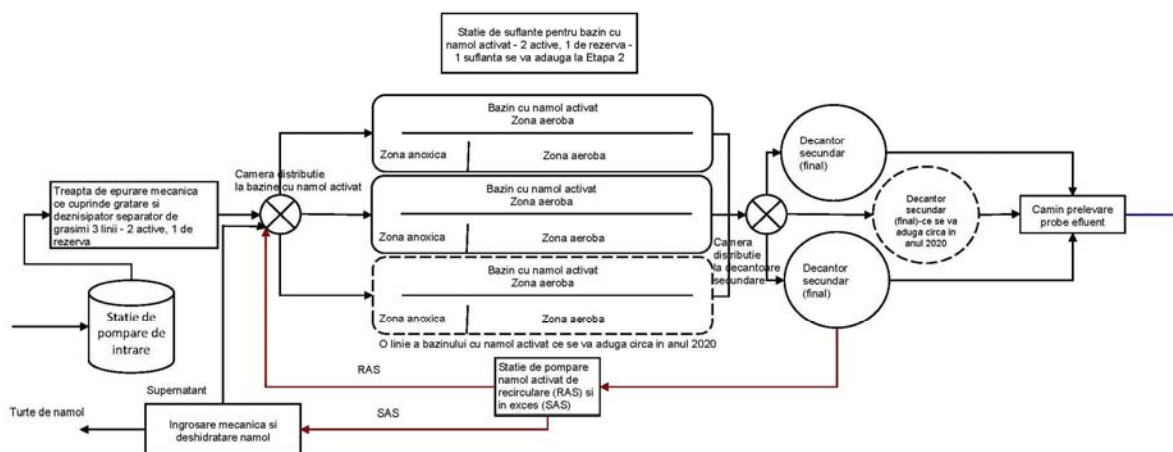 Statie de suflante pentru bazin cu
namol activat - 2 active, 1 de rezerva -
1 suflanta se va adauga la Etapa 2
Bazin cu namol activat
Zona aeroba
Zona anoxica
Zona aeroba
Camera distributie
la bazine cu namol activat
Treapta de epurare mecanica
ce cuprinde gratare si
deznisipator separator de
grasimi 3 linii - 2 active, 1 de
rezerva
Statie de
pompare de
intrare
Bazin cu namol activat
Zona aeroba
Zona anoxica
Zona aeroba
Bazin cu namol activat
Zona aeroba
Zona anoxica
Zona aeroba
O linie a bazinului cu namol activat ce se va aduga circa in anul 2020
Camera
distributie
la decantoare
secundare
Decantor
secundar
(final)
Decantor
secundar
(final)-ce se va
aduga circa in
anul 2020
Decantor
secundar
(final)
Camin prelevare
probe efluent
RAS
Statie de pompare
namol activat de
recirculare (RAS) si
in exces (SAS)
Supernatant
SAS
Turte de namol
Ingrosare mecanica si
deshidratare namol